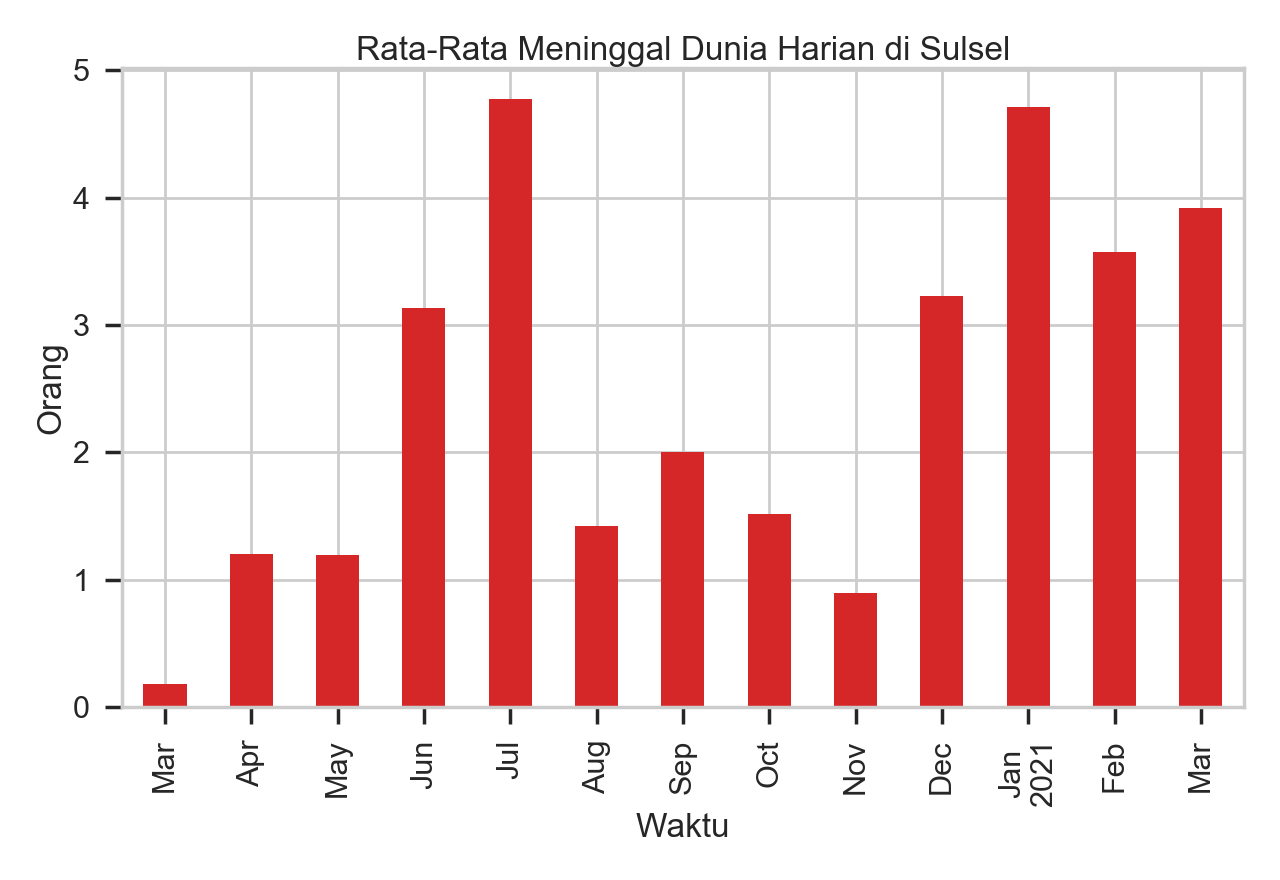 Rata-Rata Meninggal Dunia Harian di Sulsel
5
4
3
2
1
0
Orang
Mar
Apr
May
Jun
Jul
Aug
Sep
Oct
Nov
Dec
Jan
2021
Feb
Mar
Waktu